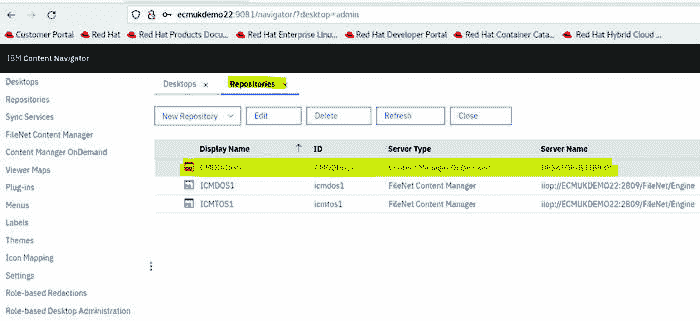 ecmukdemo22:9081/navigator/?desktop=admin
Customer Portal Red Hat Red Hat Products Docu... Red Hat Enterprise Linu... Red Hat Developer Portal Red Hat Container Cata... Red Hat Hybrid Cloud ...
IBM Content Navigator
Desktops
Repositories
Sync Services
FileNet Content Manager
Content Manager OnDemand
Viewer Maps
Plug-ins
Menus
Labels
Themes
Icon Mapping
Settings
Role-based Redactions
Role-based Desktop Administration
Desktops × Repositories ×
New Repository Edit Delete Refresh Close
Display Name ID Server Type Server Name
ICMDOS1 icmdos1 FileNet Content Manager iiop://ECMUKDEMO22:2809/FileNet/Engine
ICMTOS1 icmtos1 FileNet Content Manager iiop://ECMUKDEMO22:2809/FileNet/Engine